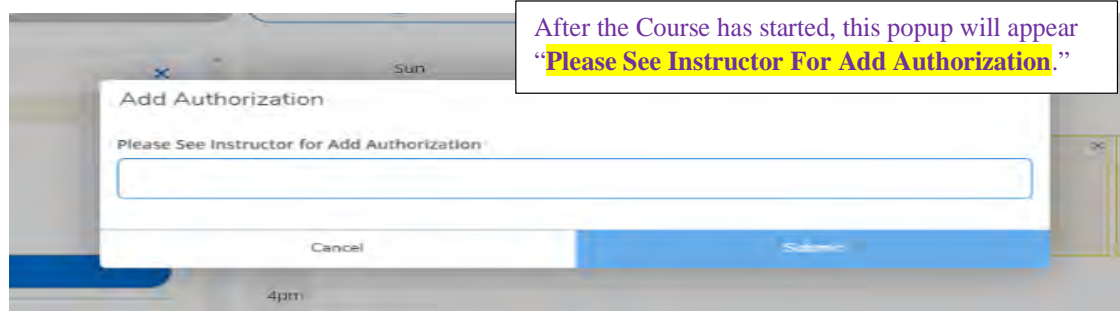 After the Course has started, this popup will appear
“Please See Instructor For Add Authorization.”
Sun
Add Authorization
Please See Instructor for Add Authorization
Cancel
Submit
4pm